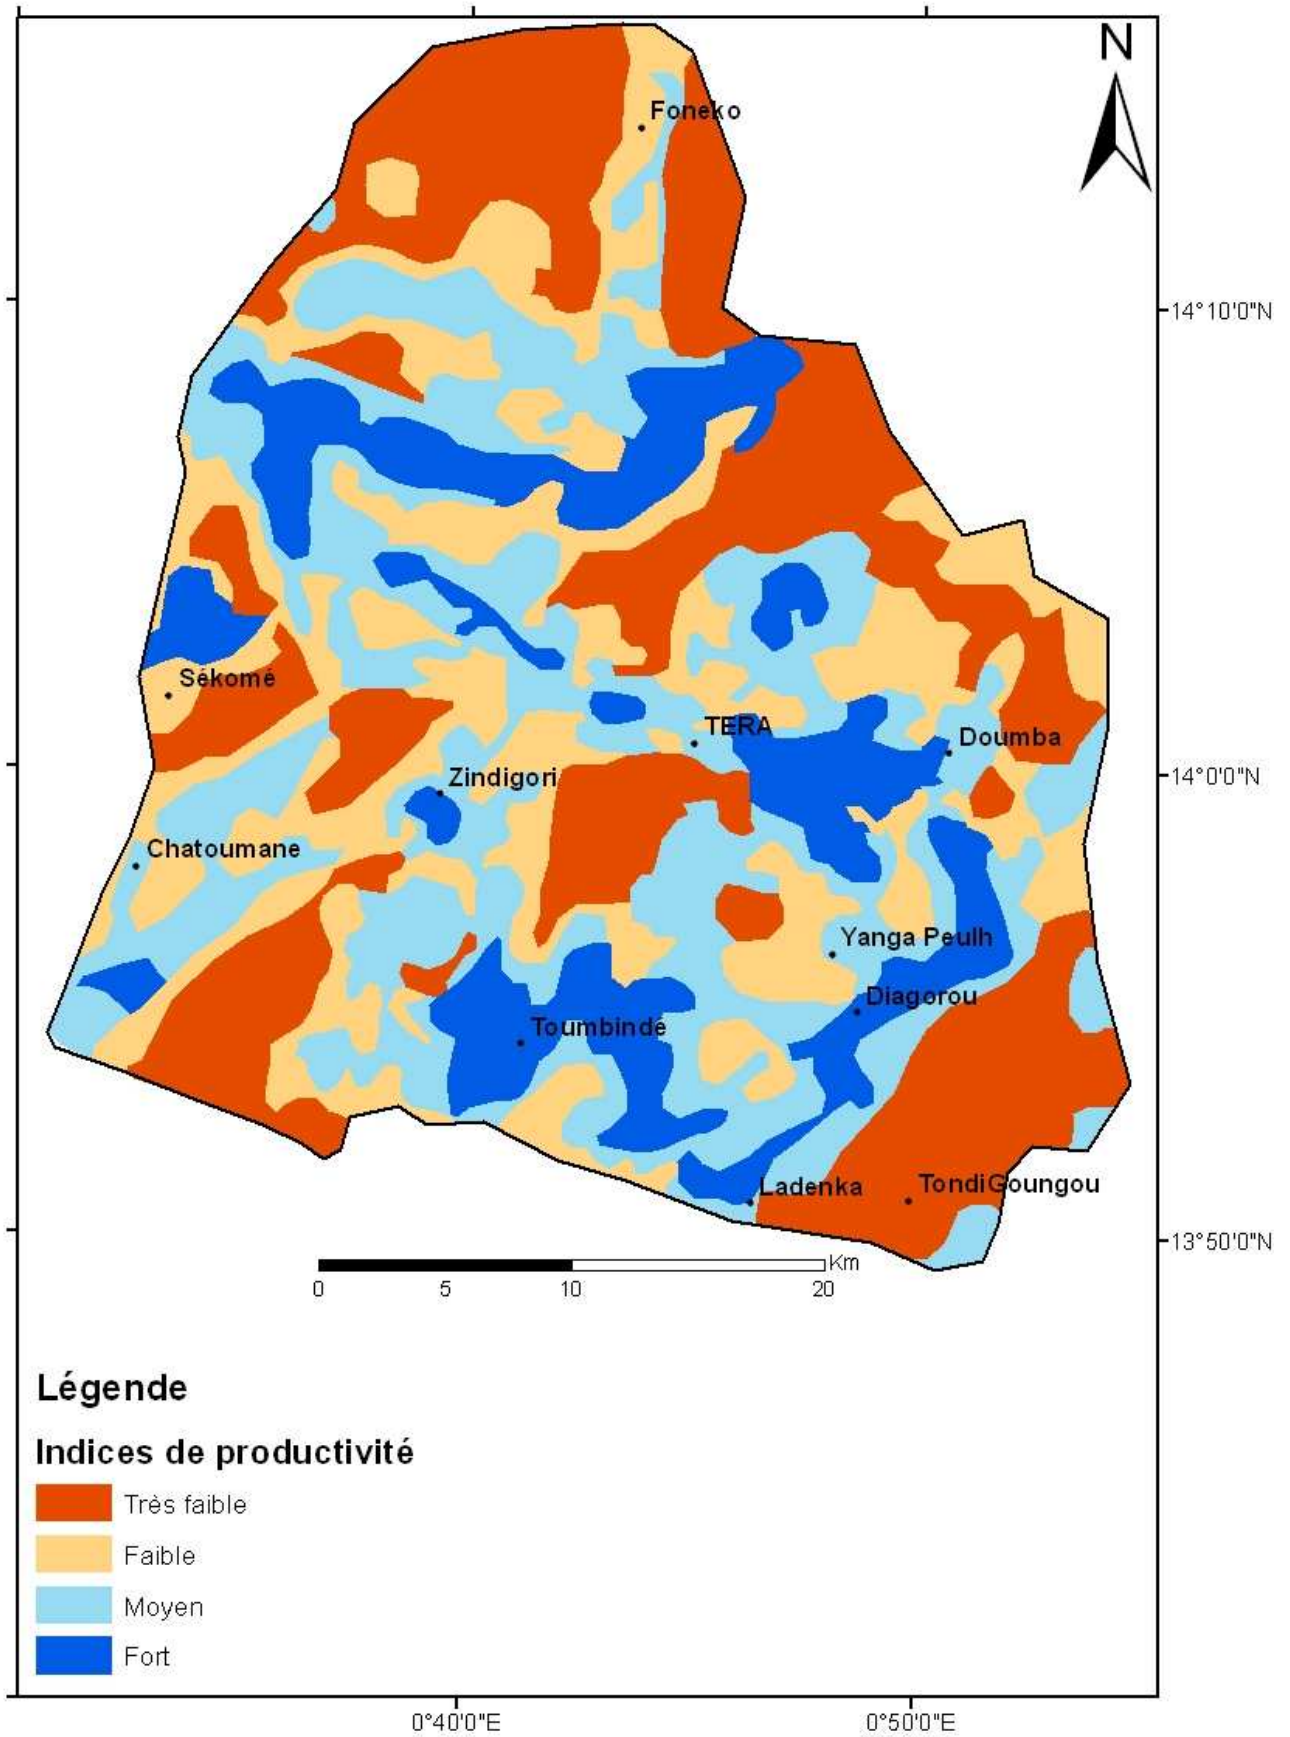 N
Foneko
14°10'0"N
Sékomé
TERA
Doumba
Zindigori
14°0'0"N
Chatoumane
Yanga Peulh
Diagorou
Toumbindé
Ladenka
TondiGoungou
13°50'0"N
Km
0 5 10 20
Légende
Indices de productivité
Très faible
Faible
Moyen
Fort
0°40'0"E 0°50'0"E